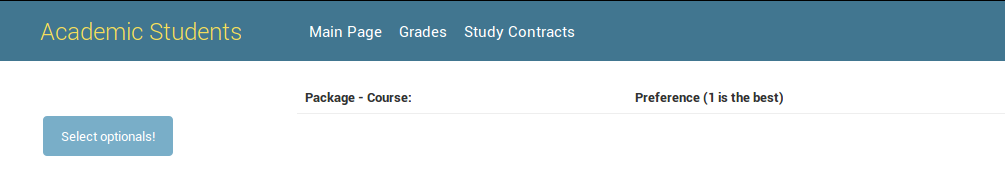 Academic Students
Main Page Grades Study Contracts
Package - Course: Preference (1 is the best)
Select optionals!